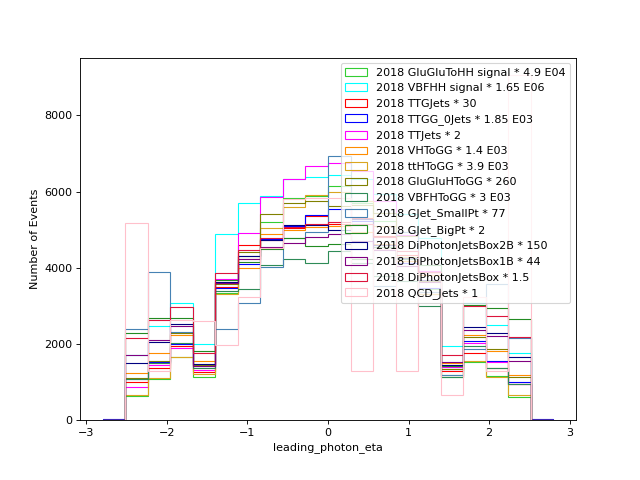 Number of Events
8000
6000
4000
2000
0
−3
−2
−1
0
1
2
3
leading_photon_eta
2018 GluGluToHH signal * 4.9 E04
2018 VBFHH signal * 1.65 E06
2018 TTGJets * 30
2018 TTGG_0Jets * 1.85 E03
2018 TTJets * 2
2018 VHToGG * 1.4 E03
2018 ttHToGG * 3.9 E03
2018 GluGluHToGG * 260
2018 VBFHToGG * 3 E03
2018 GJet_SmallPt * 77
2018 GJet_BigPt * 2
2018 DiPhotonJetsBox2B * 150
2018 DiPhotonJetsBox1B * 44
2018 DiPhotonJetsBox * 1.5
2018 QCD_Jets * 1